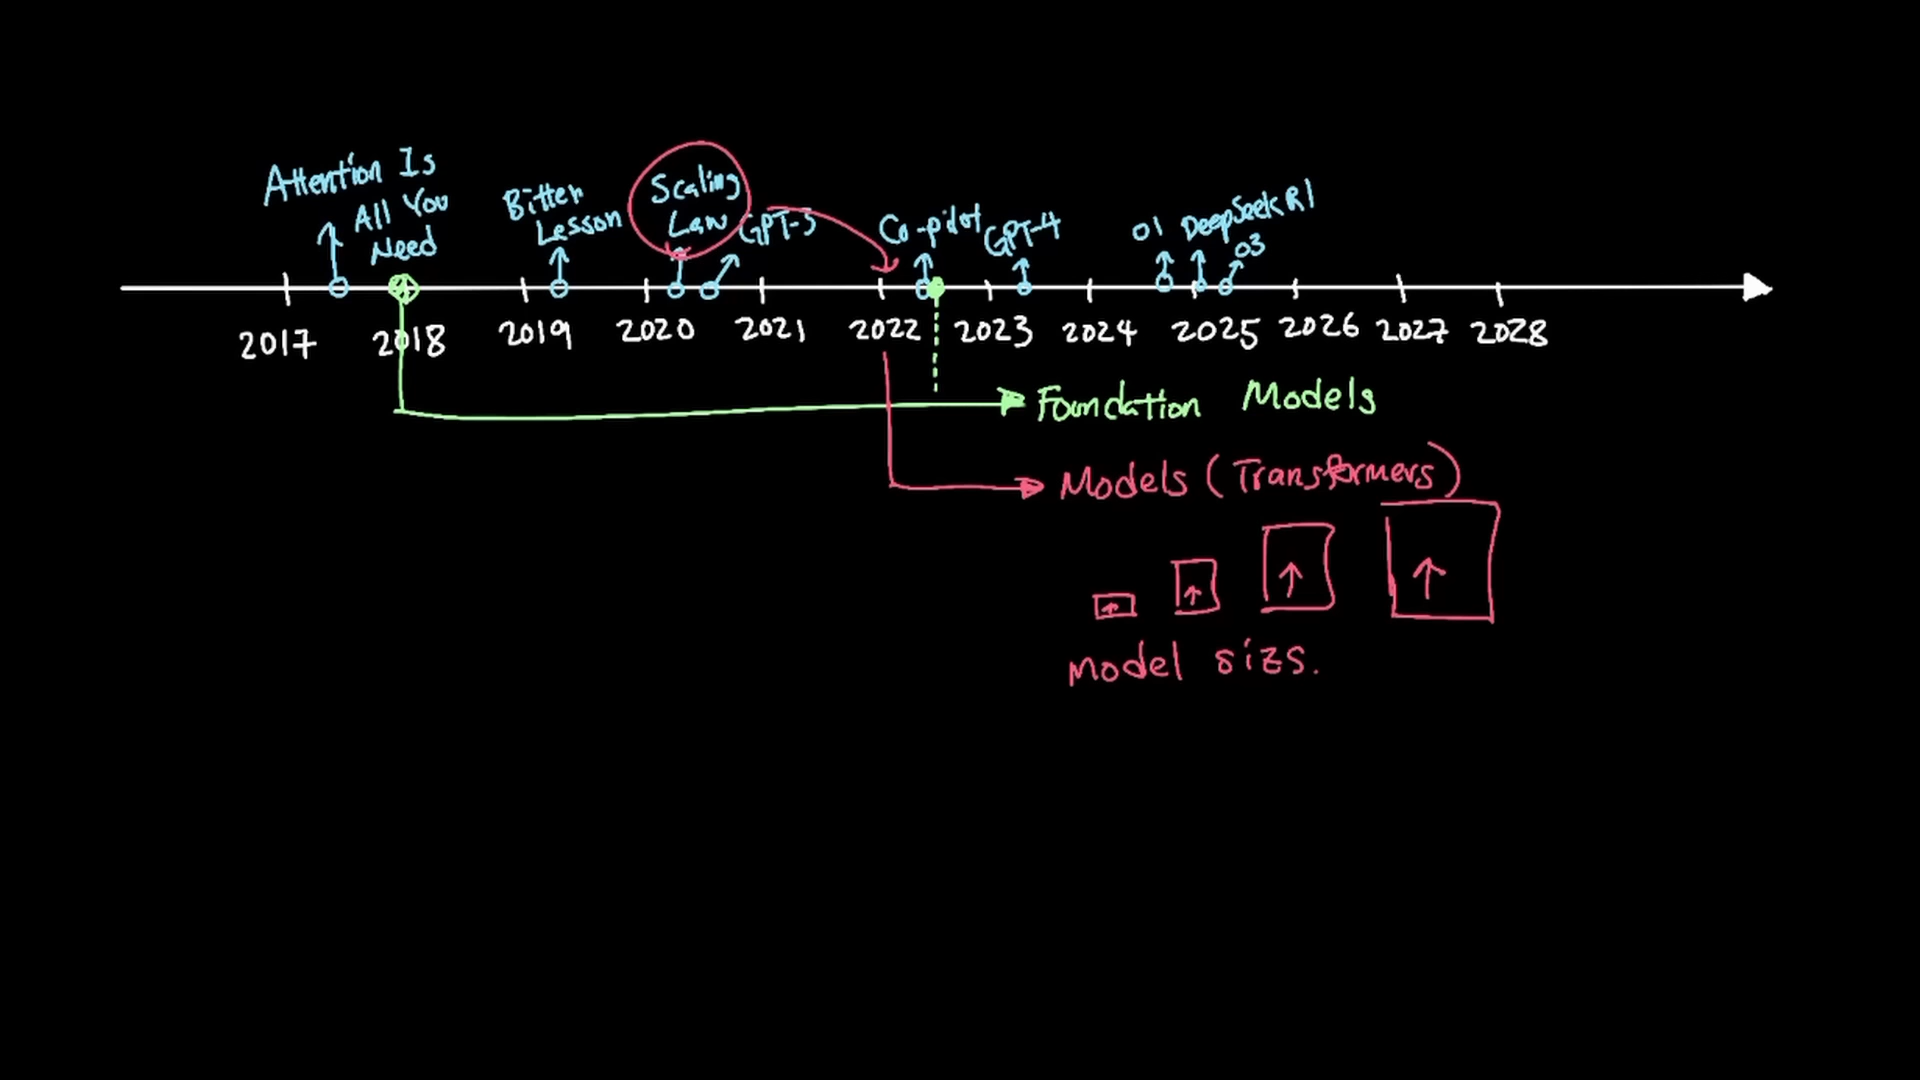 Attention Is
All You
Need
Bitter
Lesson
Scaling
Law
GPT-3
Co-pilot
GPT-4
O1
DeepSeek R1
O3
2017
2018
2019
2020
2021
2022
2023
2024
2025
2026
2027
2028
Foundation Models
Models (Transformers)
model sizs.